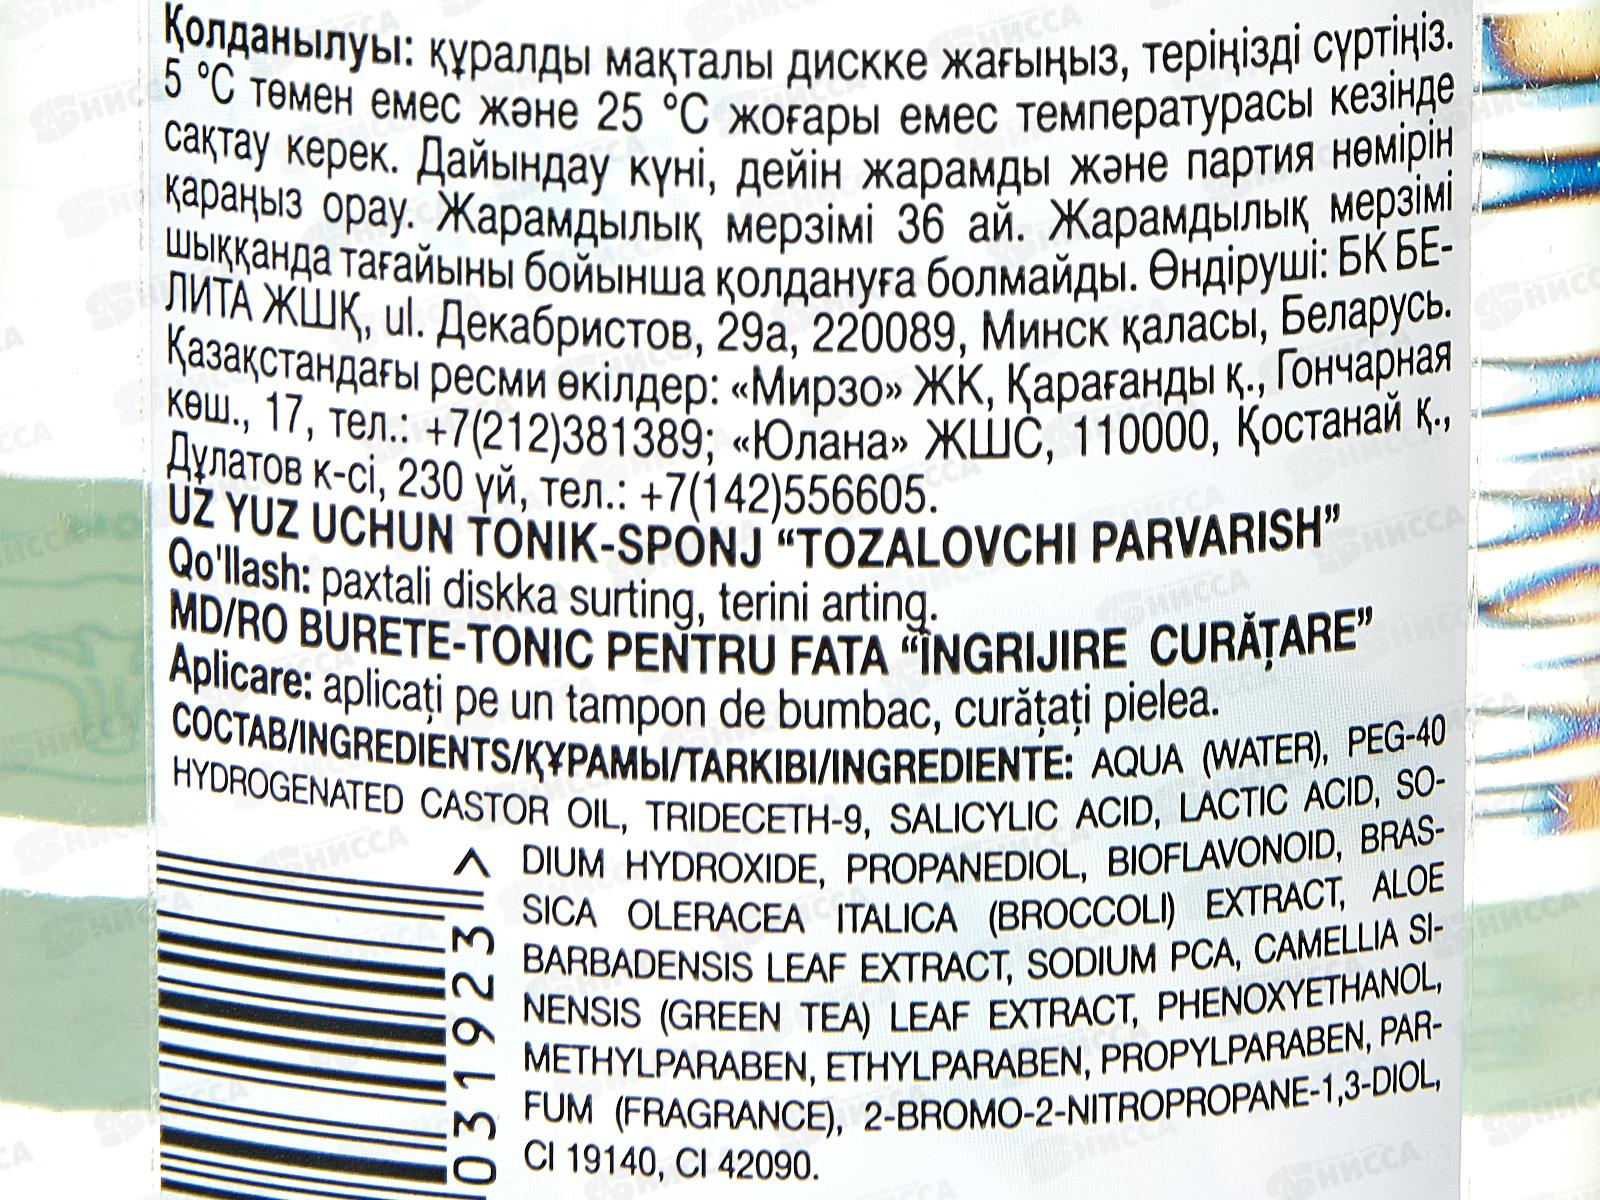 Қолданылуы: құралды мақталы дискке жағыңыз, теріңізді сүртіңіз.
5 °C төмен емес және 25 °C жоғары емес температурасы кезінде
сақтау керек. Дайындау күні, дейін жарамды және партия нөмірін
қараңыз орау. Жарамдылық мерзімі 36 ай. Жарамдылық мерзімі
шыққанда тағайыны бойынша қолдануға болмайды. Өндіруші: БК БЕ-
ЛИТА ЖШҚ, ul. Декабристов, 29а, 220089, Минск қаласы, Беларусь.
Қазақстандағы ресми өкілдер: «Мирзо» ЖК, Қарағанды қ., Гончарная
көш., 17, тел.: +7(212)381389; «Юлана» ЖШС, 110000, Қостанай қ.,
Дұлатов к-сі, 230 үй, тел.: +7(142)556605.
UZ YUZ UCHUN TONIK-SPONJ “TOZALOVCHI PARVARISH”
Qo'llash: paxtali diskka surting, terini arting.
MD/RO BURETE-TONIC PENTRU FATA “ÎNGRIJIRE CURĂȚARE”
Aplicare: aplicați pe un tampon de bumbac, curățați pielea.
СОСТАВ/INGREDIENTS/ҚҰРАМЫ/TARKIBI/INGREDIENTE: AQUA (WATER), PEG-40
HYDROGENATED CASTOR OIL, TRIDECETH-9, SALICYLIC ACID, LACTIC ACID, SO-
DIUM HYDROXIDE, PROPANEDIOL, BIOFLAVONOID, BRAS-
SICA OLERACEA ITALICA (BROCCOLI) EXTRACT, ALOE
BARBADENSIS LEAF EXTRACT, SODIUM PCA, CAMELLIA SI-
NENSIS (GREEN TEA) LEAF EXTRACT, PHENOXYETHANOL,
METHYLPARABEN, ETHYLPARABEN, PROPYLPARABEN, PAR-
FUM (FRAGRANCE), 2-BROMO-2-NITROPROPANE-1,3-DIOL,
CI 19140, CI 42090.
031923 >